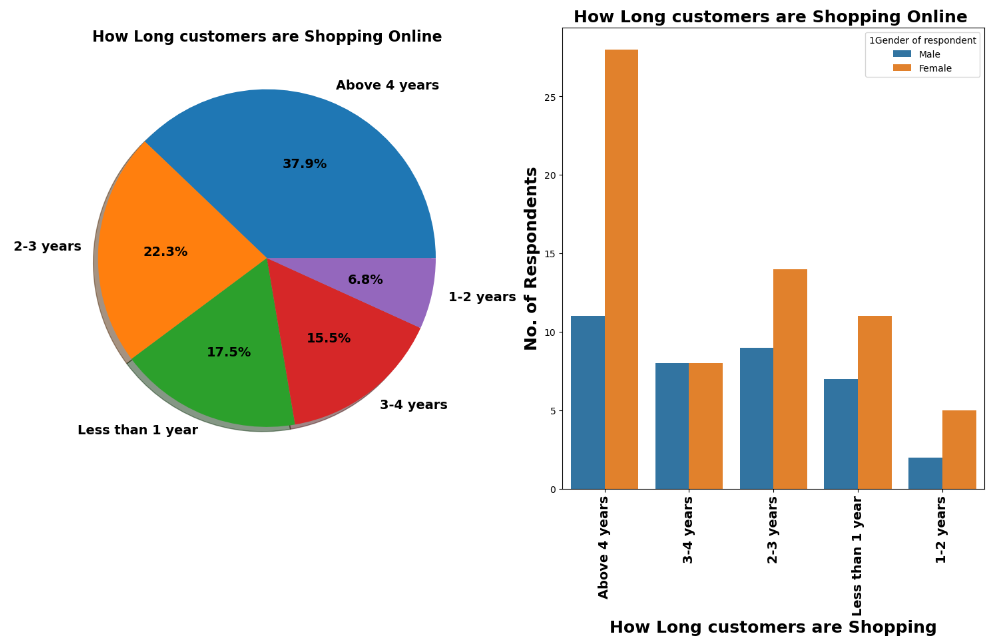 How Long customers are Shopping Online
Above 4 years
37.9%
2-3 years
22.3%
6.8%
1-2 years
15.5%
17.5%
3-4 years
Less than 1 year
How Long customers are Shopping Online
1Gender of respondent
Male
Female
No. of Respondents
25
20
15
10
5
0
Above 4 years
3-4 years
2-3 years
Less than 1 year
1-2 years
How Long customers are Shopping